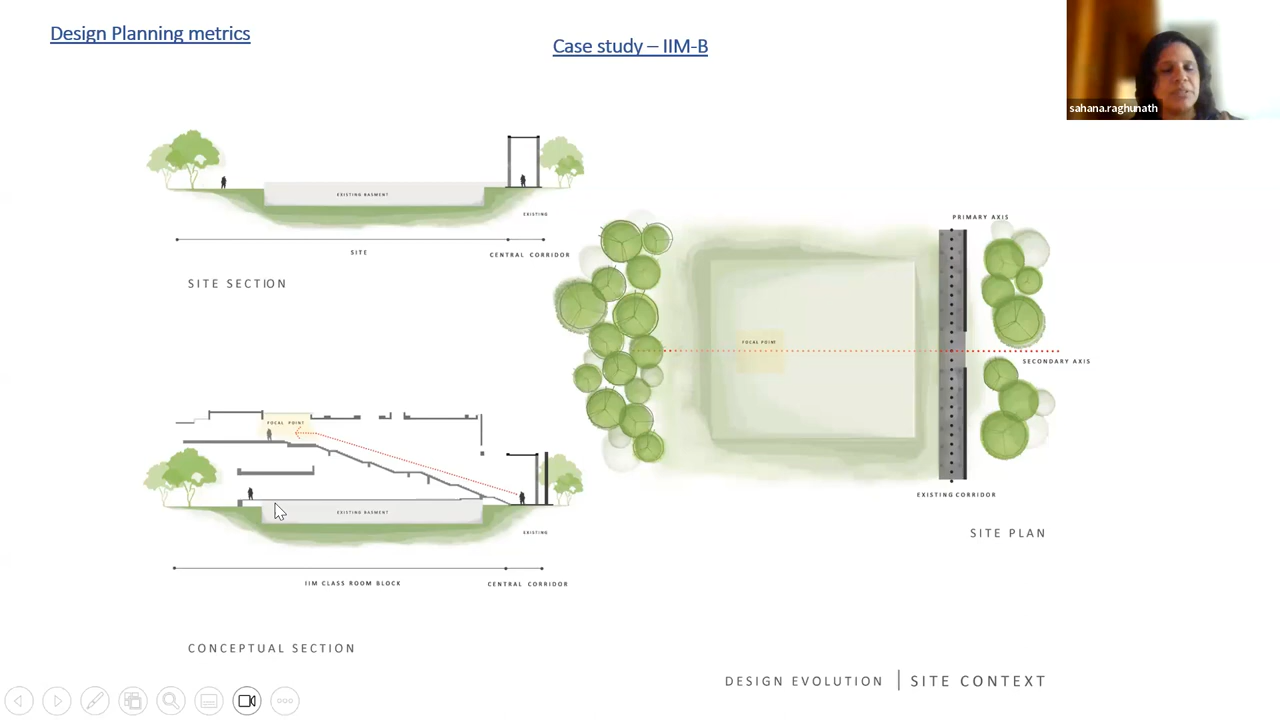 Design Planning metrics
Case study – IIM-B
sahana.raghunath
EXISTING BASMENT
EXISTING
SITE
CENTRAL CORRIDOR
SITE SECTION
PRIMARY AXIS
FOCAL POINT
SECONDARY AXIS
EXISTING CORRIDOR
SITE PLAN
FOCAL POINT
EXISTING BASMENT
EXISTING
IIM CLASS ROOM BLOCK
CENTRAL CORRIDOR
CONCEPTUAL SECTION
DESIGN EVOLUTION | SITE CONTEXT